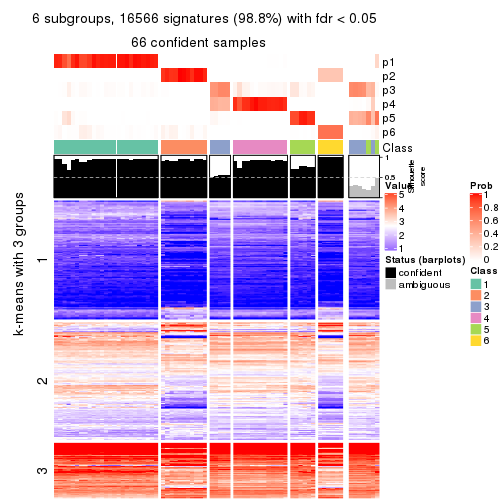 6 subgroups, 16566 signatures (98.8%) with fdr < 0.05
66 confident samples
p1
p2
p3
p4
p5
p6
Class
1
0.5
0
Silhouette
score
k-means with 3 groups
1
2
3
Value
5
4
3
2
1
Status (barplots)
confident
ambiguous
Prob
1
0.8
0.6
0.4
0.2
0
Class
1
2
3
4
5
6